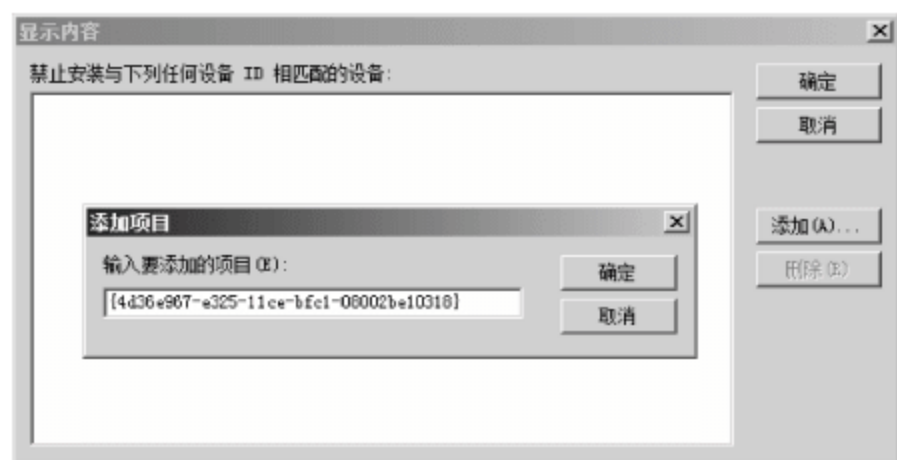 显示内容
禁止安装与下列任何设备 ID 相匹配的设备:
确定
取消
添加(A)...
删除(R)
添加项目
输入要添加的项目(E):
{4d36e967-e325-11ce-bfc1-08002be10318}
确定
取消